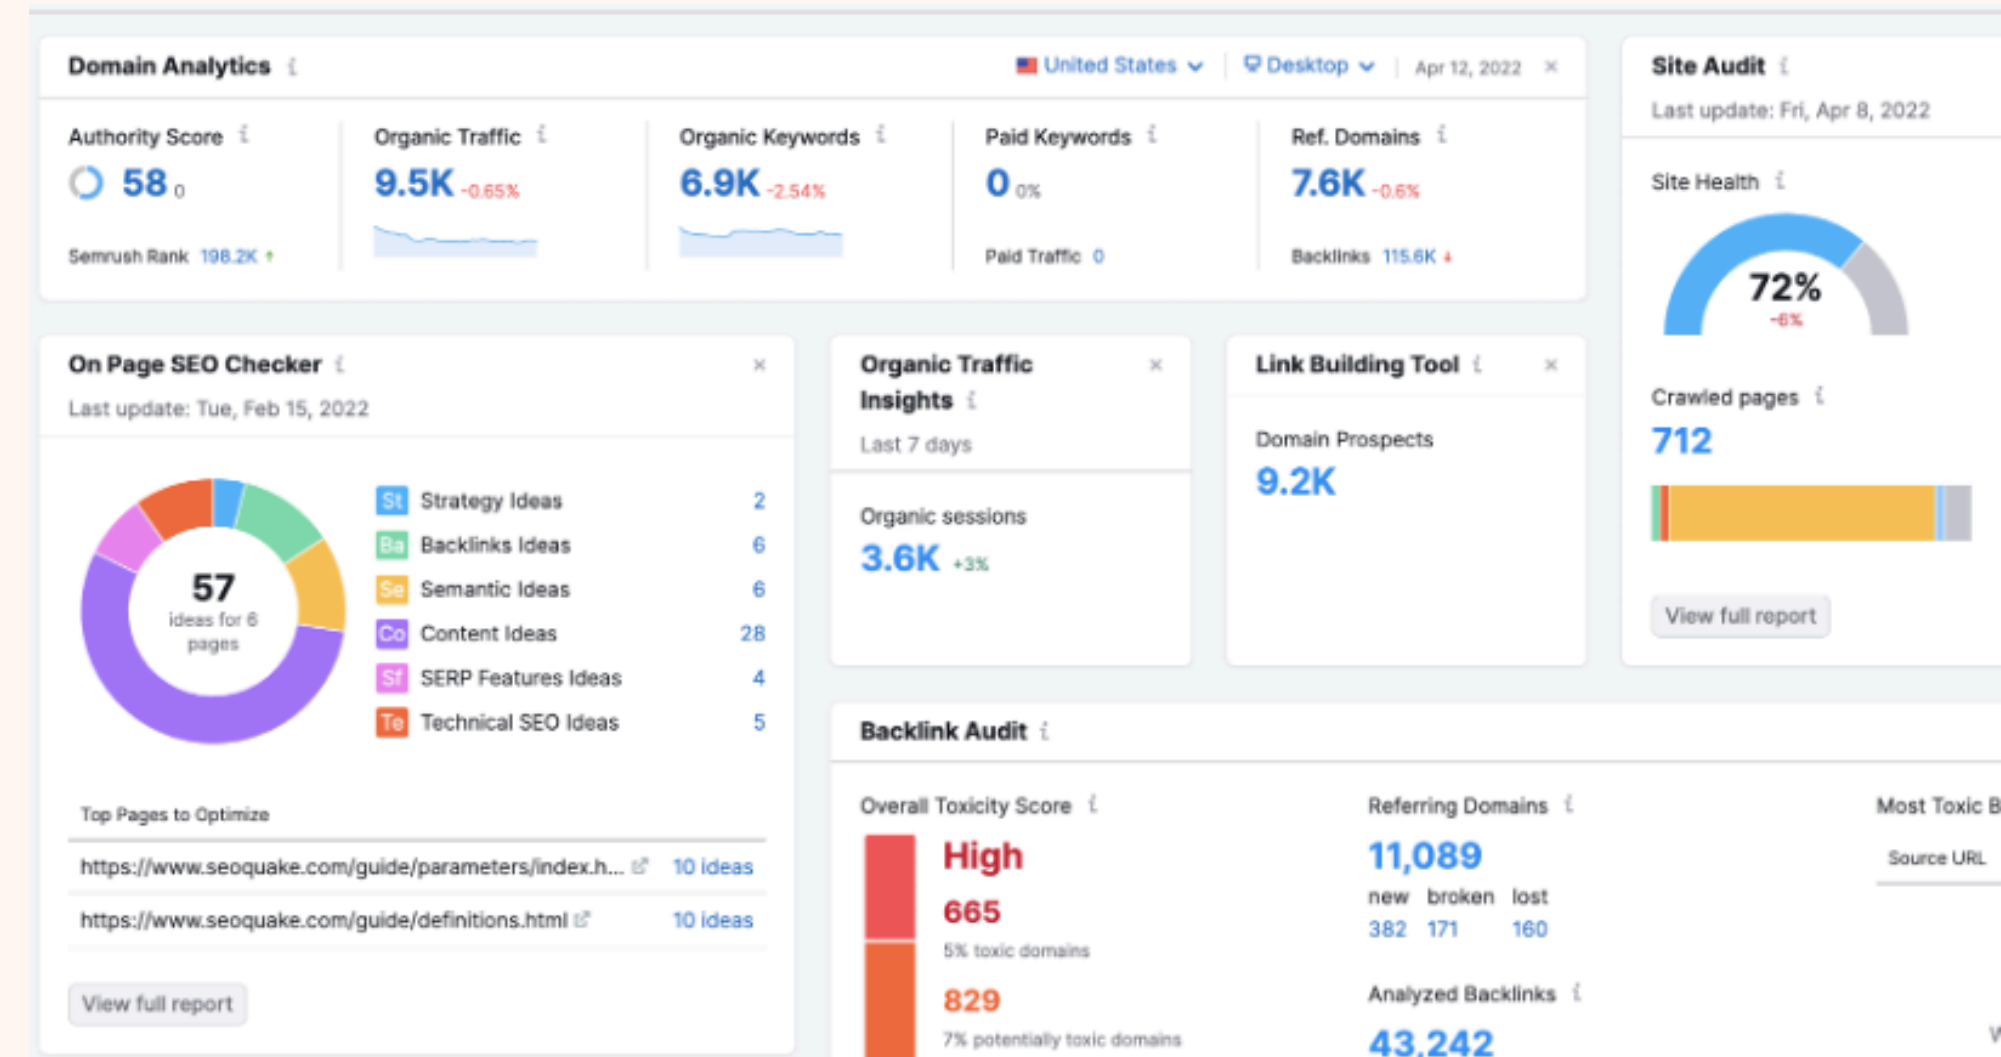 Domain Analytics i
United States Desktop Apr 12, 2022 ×
Authority Score i
58 0
Semrush Rank 198.2K ↑
Organic Traffic i
9.5K -0.65%
Organic Keywords i
6.9K -2.54%
Paid Keywords i
0 0%
Paid Traffic 0
Ref. Domains i
7.6K -0.6%
Backlinks 115.6K ↓
Site Audit i
Last update: Fri, Apr 8, 2022
Site Health i
72%
-6%
Crawled pages i
712
View full report
On Page SEO Checker i ×
Last update: Tue, Feb 15, 2022
57
ideas for 6
pages
St Strategy Ideas 2
Ba Backlinks Ideas 6
Se Semantic Ideas 6
Co Content Ideas 28
Sf SERP Features Ideas 4
Te Technical SEO Ideas 5
Top Pages to Optimize
https://www.seoquake.com/guide/parameters/index.h... 10 ideas
https://www.seoquake.com/guide/definitions.html 10 ideas
View full report
Organic Traffic ×
Insights i
Last 7 days
Organic sessions
3.6K +3%
Link Building Tool i ×
Domain Prospects
9.2K
Backlink Audit i
Overall Toxicity Score i
High
665
5% toxic domains
829
7% potentially toxic domains
Referring Domains i
11,089
new broken lost
382 171 160
Analyzed Backlinks i
43,242
Most Toxic B
Source URL